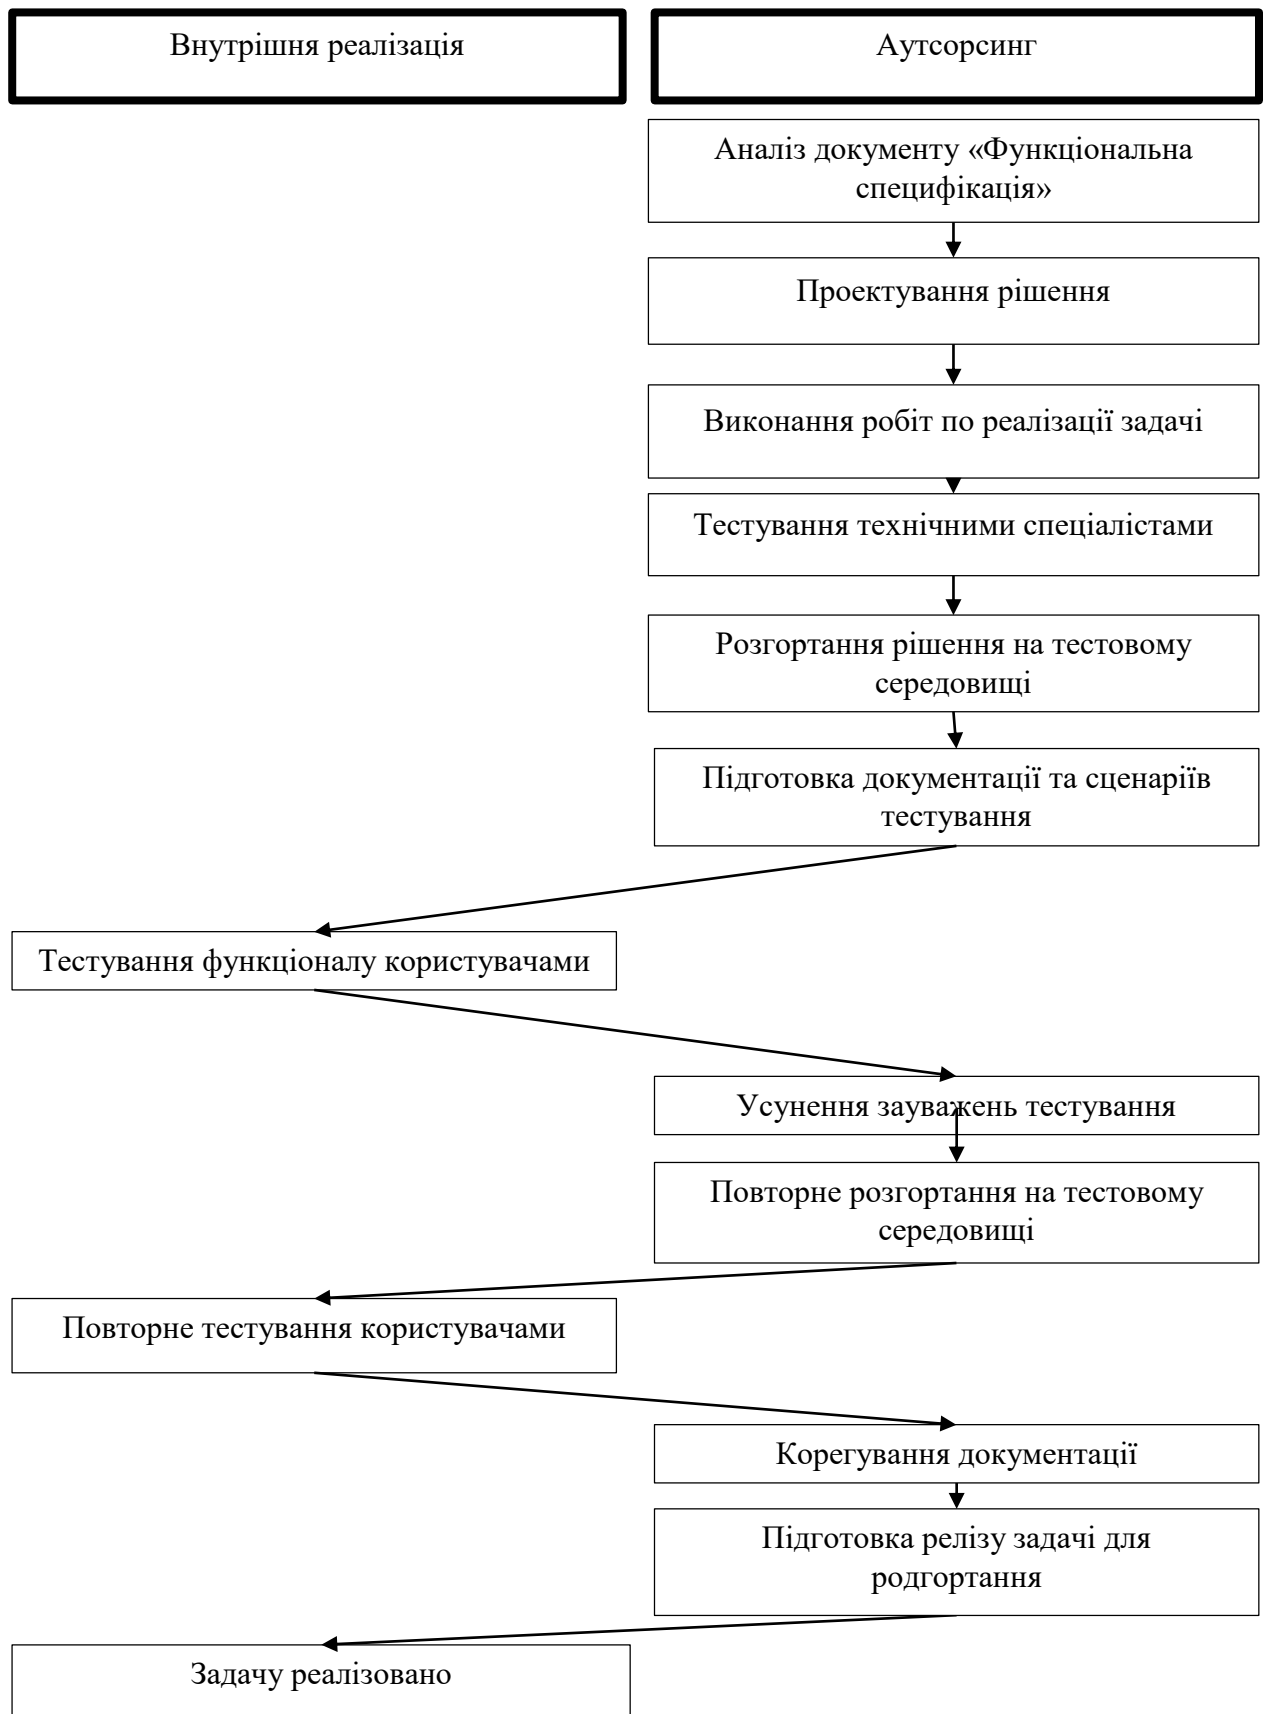 Внутрішня реалізація
Аутсорсинг
Аналіз документу «Функціональна
специфікація»
Проектування рішення
Виконання робіт по реалізації задачі
Тестування технічними спеціалістами
Розгортання рішення на тестовому
середовищі
Підготовка документації та сценаріїв
тестування
Тестування функціоналу користувачами
Усунення зауважень тестування
Повторне розгортання на тестовому
середовищі
Повторне тестування користувачами
Корегування документації
Підготовка релізу задачі для
родгортання
Задачу реалізовано